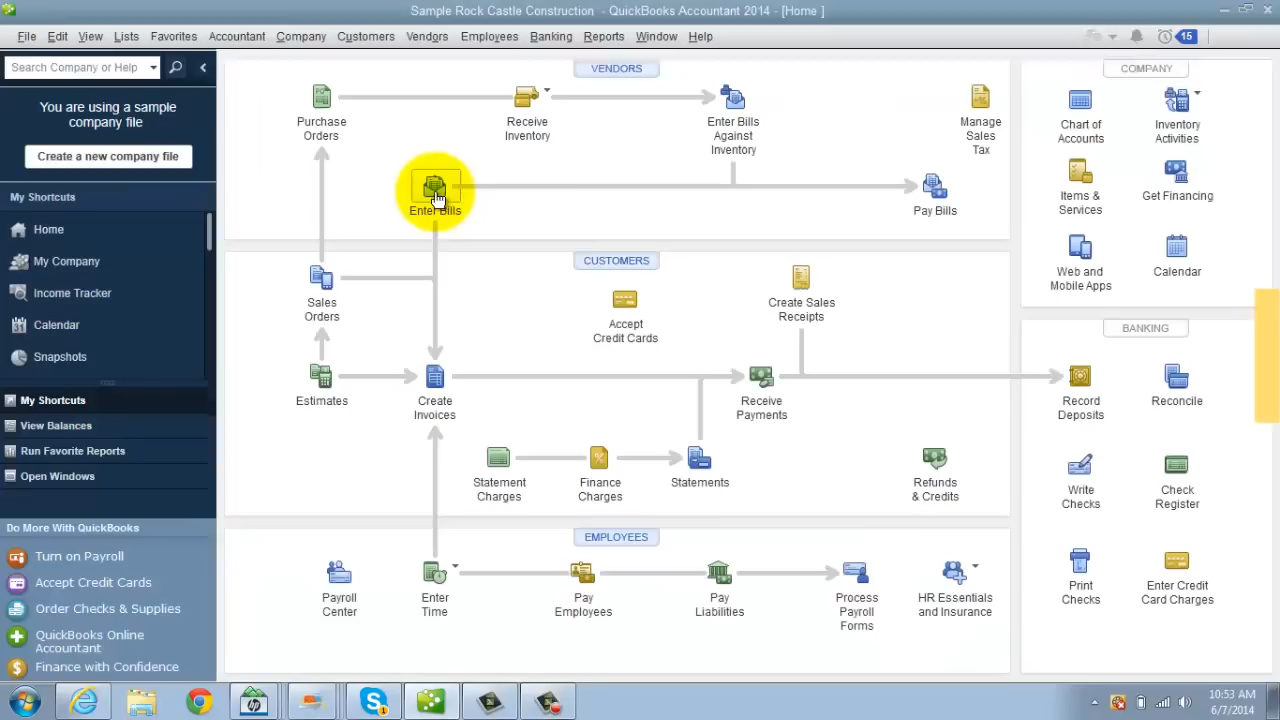 Sample Rock Castle Construction - QuickBooks Accountant 2014 - [Home ]
File Edit View Lists Favorites Accountant Company Customers Vendors Employees Banking Reports Window Help
15
Search Company or Help
You are using a sample
company file
Create a new company file
My Shortcuts
Home
My Company
Income Tracker
Calendar
Snapshots
My Shortcuts
View Balances
Run Favorite Reports
Open Windows
Do More With QuickBooks
Turn on Payroll
Accept Credit Cards
Order Checks & Supplies
QuickBooks Online
Accountant
Finance with Confidence
VENDORS
Purchase
Orders
Receive
Inventory
Enter Bills
Against
Inventory
Manage
Sales
Tax
Enter Bills
Pay Bills
CUSTOMERS
Sales
Orders
Accept
Credit Cards
Create Sales
Receipts
Estimates
Create
Invoices
Receive
Payments
Statement
Charges
Finance
Charges
Statements
Refunds
& Credits
EMPLOYEES
Payroll
Center
Enter
Time
Pay
Employees
Pay
Liabilities
Process
Payroll
Forms
HR Essentials
and Insurance
COMPANY
Chart of
Accounts
Inventory
Activities
Items &
Services
Get Financing
Web and
Mobile Apps
Calendar
BANKING
Record
Deposits
Reconcile
Write
Checks
Check
Register
Print
Checks
Enter Credit
Card Charges
hp
10:53 AM
6/7/2014